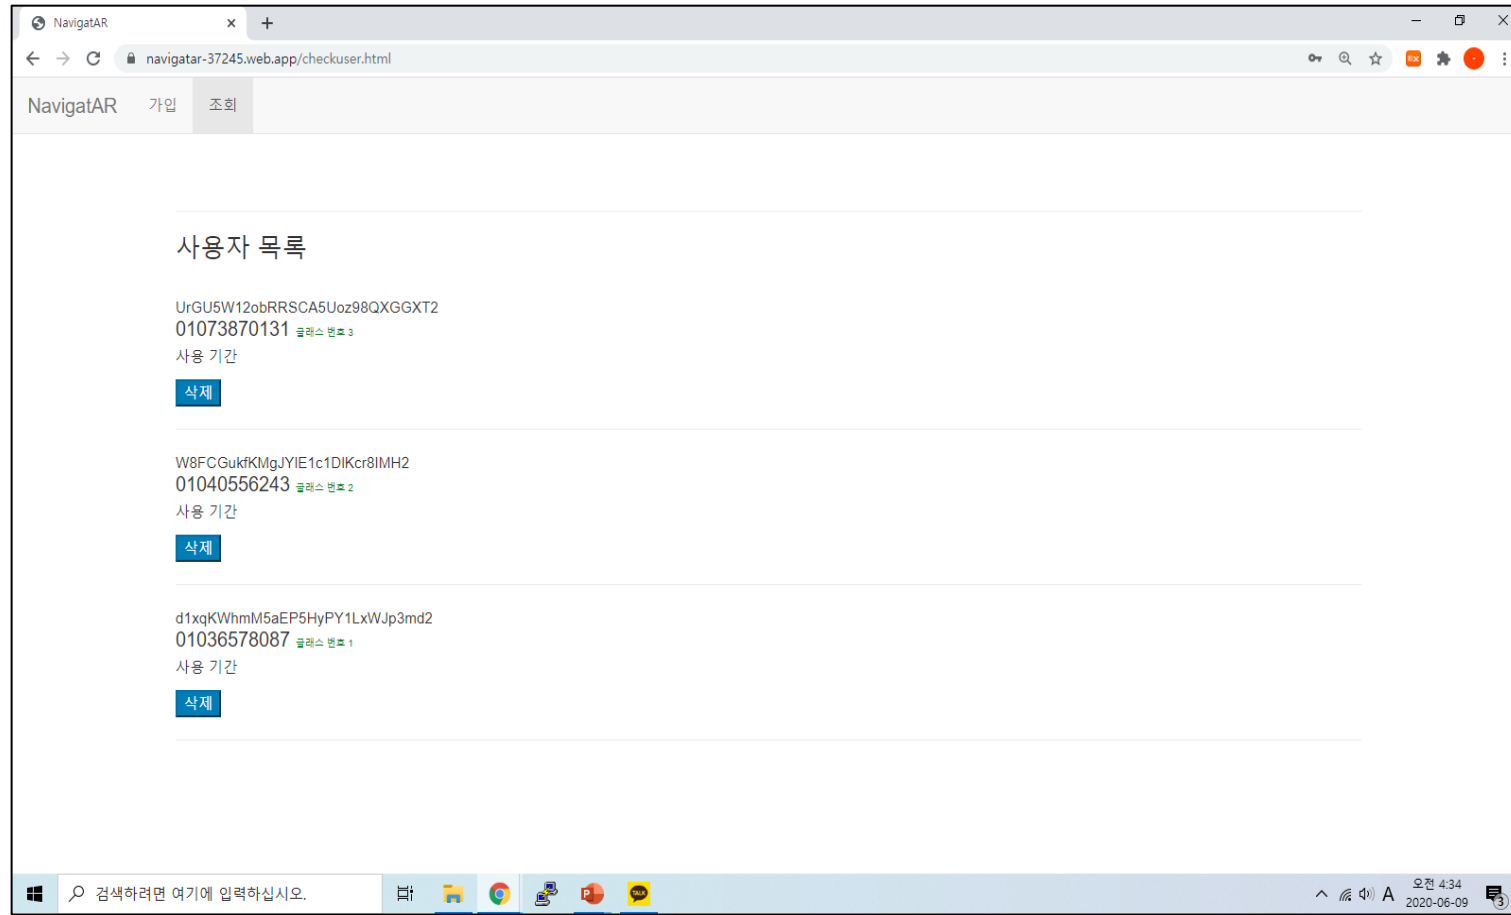 NavigatAR
navigatar-37245.web.app/checkuser.html
NavigatAR 가입 조회
사용자 목록
UrGU5W12obRRSCA5Uoz98QXGGXT2
01073870131 글래스 번호 3
사용 기간
삭제
W8FCGukfKMgJYIE1c1DIKcr8IMH2
01040556243 글래스 번호 2
사용 기간
삭제
d1xqKWhmM5aEP5HyPY1LxWJp3md2
01036578087 글래스 번호 1
사용 기간
삭제
검색하려면 여기에 입력하십시오.
TALK
A
오전 4:34
2020-06-09
3